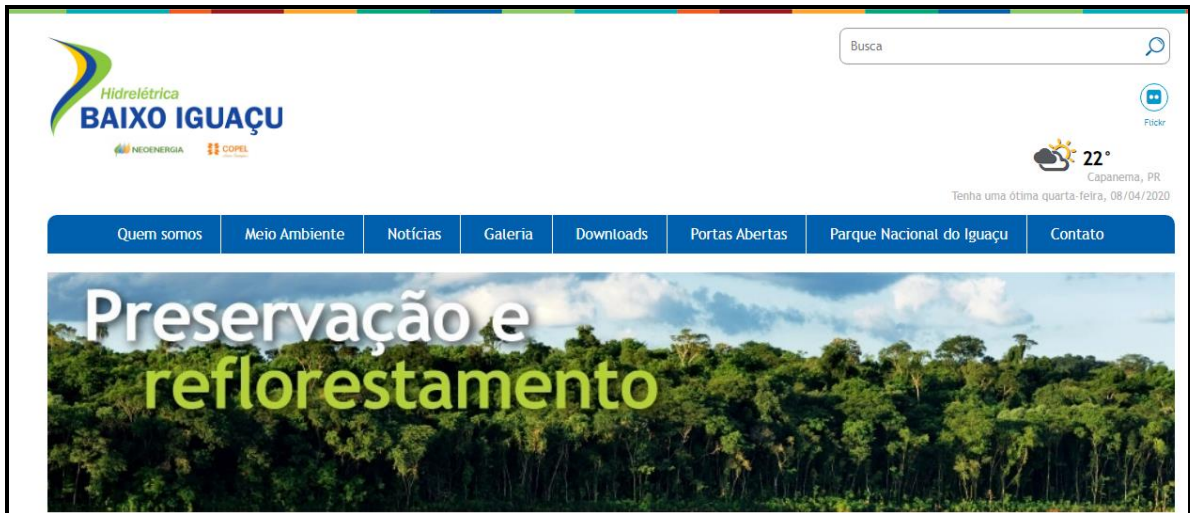 Busca
Hidrelétrica
BAIXO IGUAÇU
NEOENERGIA COPEL
Flickr
22°
Capanema, PR
Tenha uma ótima quarta-feira, 08/04/2020
Quem somos Meio Ambiente Notícias Galeria Downloads Portas Abertas Parque Nacional do Iguaçu Contato
Preservação e
reflorestamento